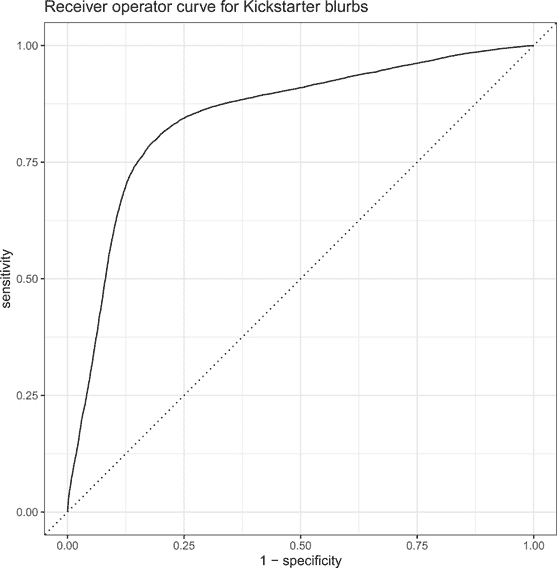 Receiver operator curve for Kickstarter blurbs
1.00
0.75
0.50
0.25
0.00
sensitivity
0.00 0.25 0.50 0.75 1.00
1 − specificity